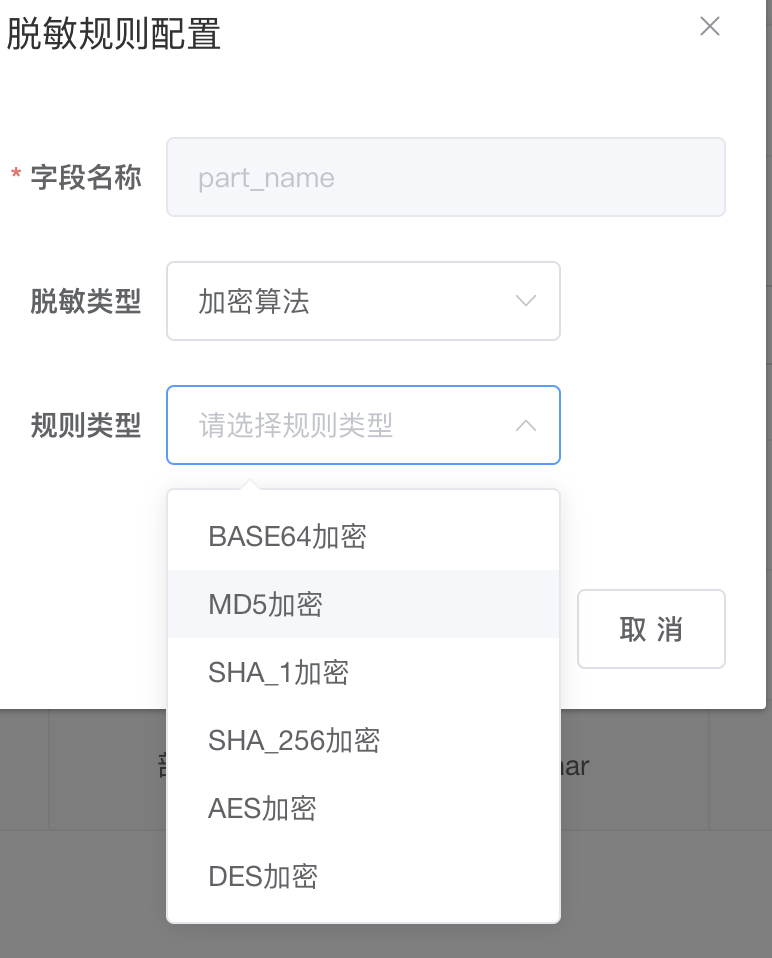 脱敏规则配置
* 字段名称 part_name
脱敏类型 加密算法
规则类型 请选择规则类型
BASE64加密
MD5加密
SHA_1加密
SHA_256加密
AES加密
DES加密
取 消